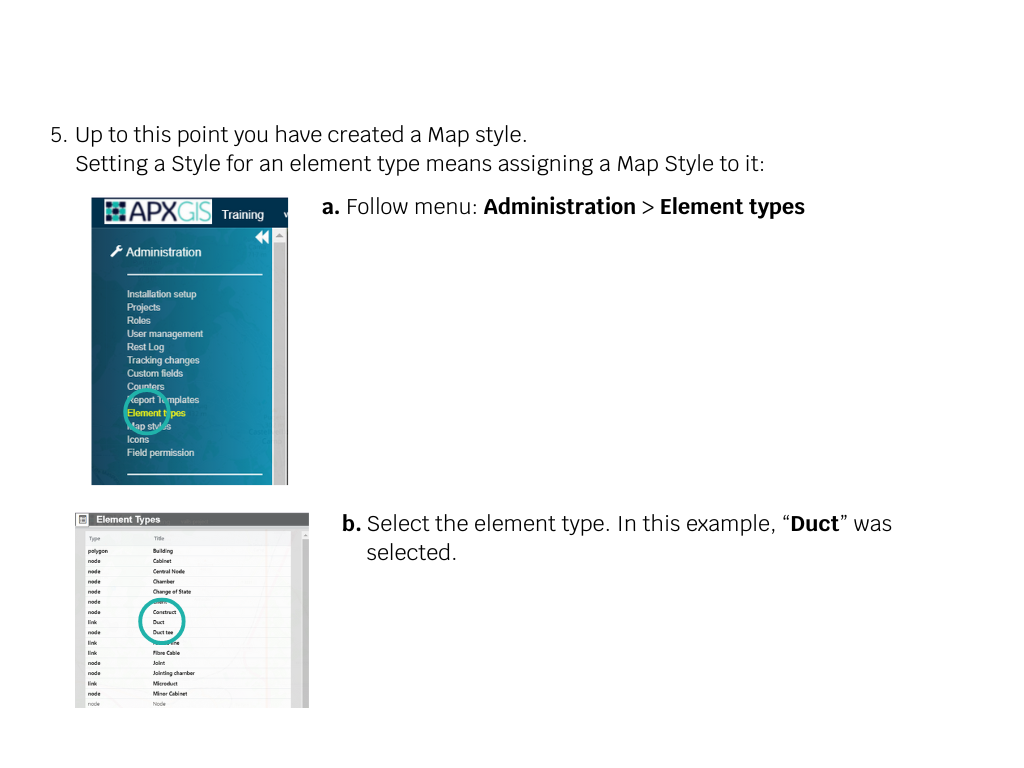 5. Up to this point you have created a Map style.
Setting a Style for an element type means assigning a Map Style to it:
APXGIS Training
a. Follow menu: Administration > Element types
Administration
Installation setup
Projects
Roles
User management
Rest Log
Tracking changes
Custom fields
Counters
Report Templates
Element types
Map styles
Icons
Field permission
Element Types
b. Select the element type. In this example, “Duct” was
selected.
Type Title
polygon Building
node Cabinet
node Central Node
node Chamber
node Change of State
node
node Construct
link Duct
node Duct tee
link
link Fibre Cable
node Joint
node Jointing chamber
link Microduct
node Minor Cabinet
node Node